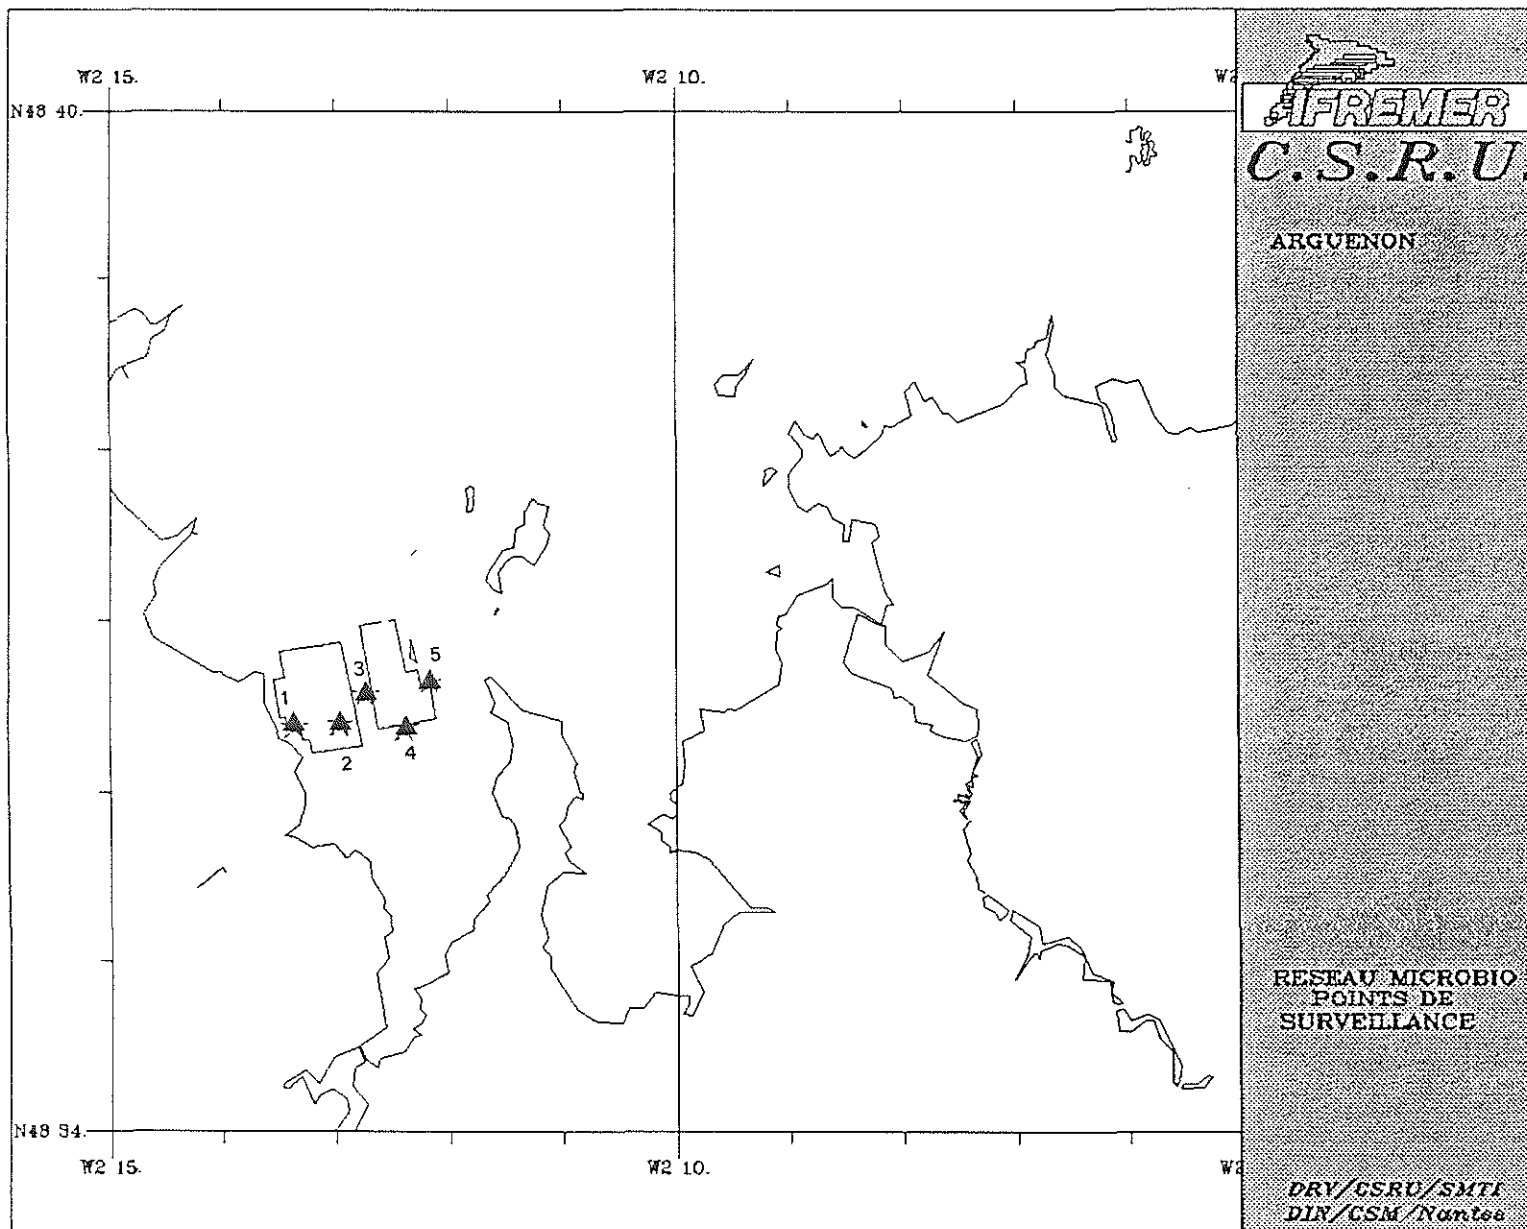 W2 15.
W2 10.
N48 40.
IFREMER
C.S.R.U.
ARGUENON
5
3
1
4
2
RESEAU MICROBIO
POINTS DE
SURVEILLANCE
N48 34.
W2 15.
W2 10.
DRV/CSRU/SMTI
DIN/CSM/Nantes